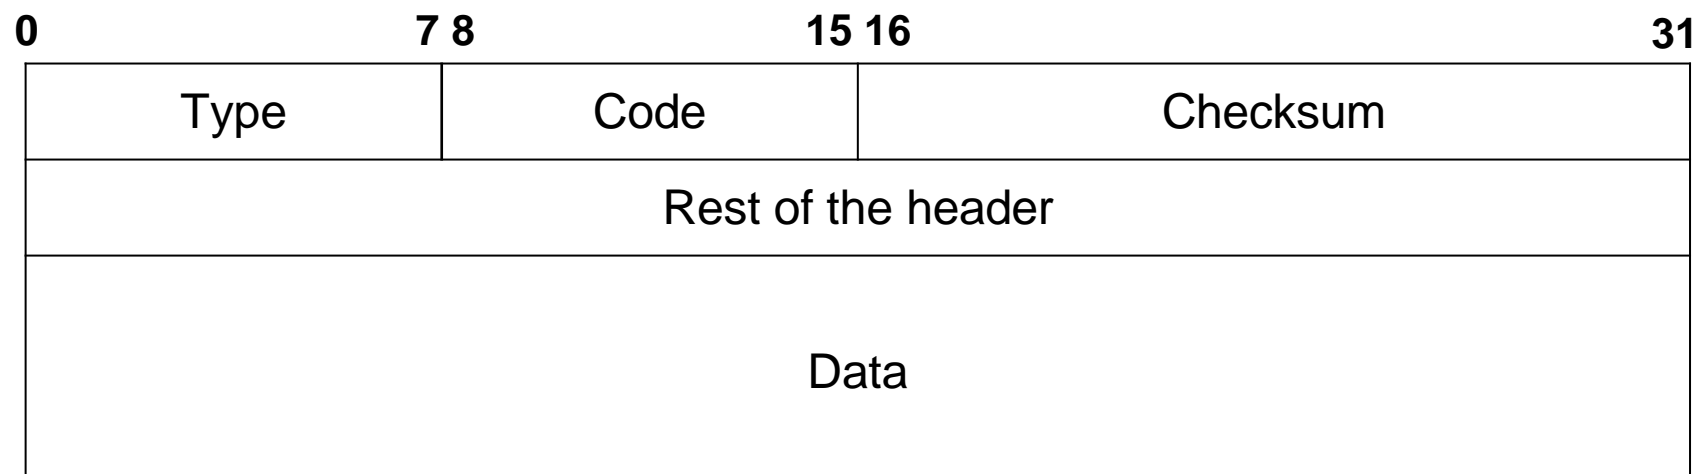 0 7 8 15 16 31
Type Code Checksum
Rest of the header
Data